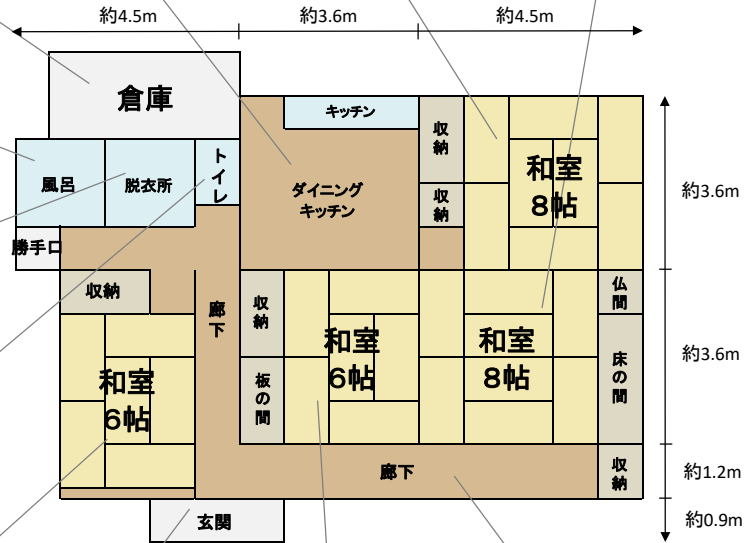 約4.5m
約3.6m
約4.5m
倉庫
キッチン
収納
和室
8帖
約3.6m
風呂
脱衣所
トイレ
ダイニング
キッチン
収納
勝手口
収納
廊下
収納
和室
6帖
和室
8帖
仏間
約3.6m
和室
6帖
板の間
床の間
廊下
収納
約1.2m
玄関
約0.9m